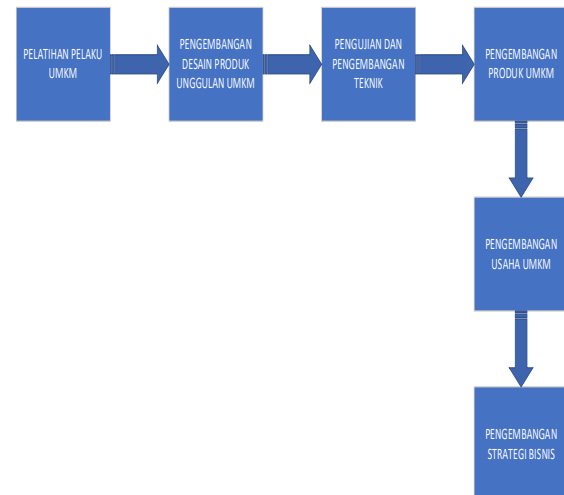 PELATIHAN PELAKU
UMKM
PENGEMBANGAN
DESAIN PRODUK
UNGGULAN UMKM
PENGUJIAN DAN
PENGEMBANGAN
TEKNIK
PENGEMBANGAN
PRODUK UMKM
PENGEMBANGAN
USAHA UMKM
PENGEMBANGAN
STRATEGI BISNIS